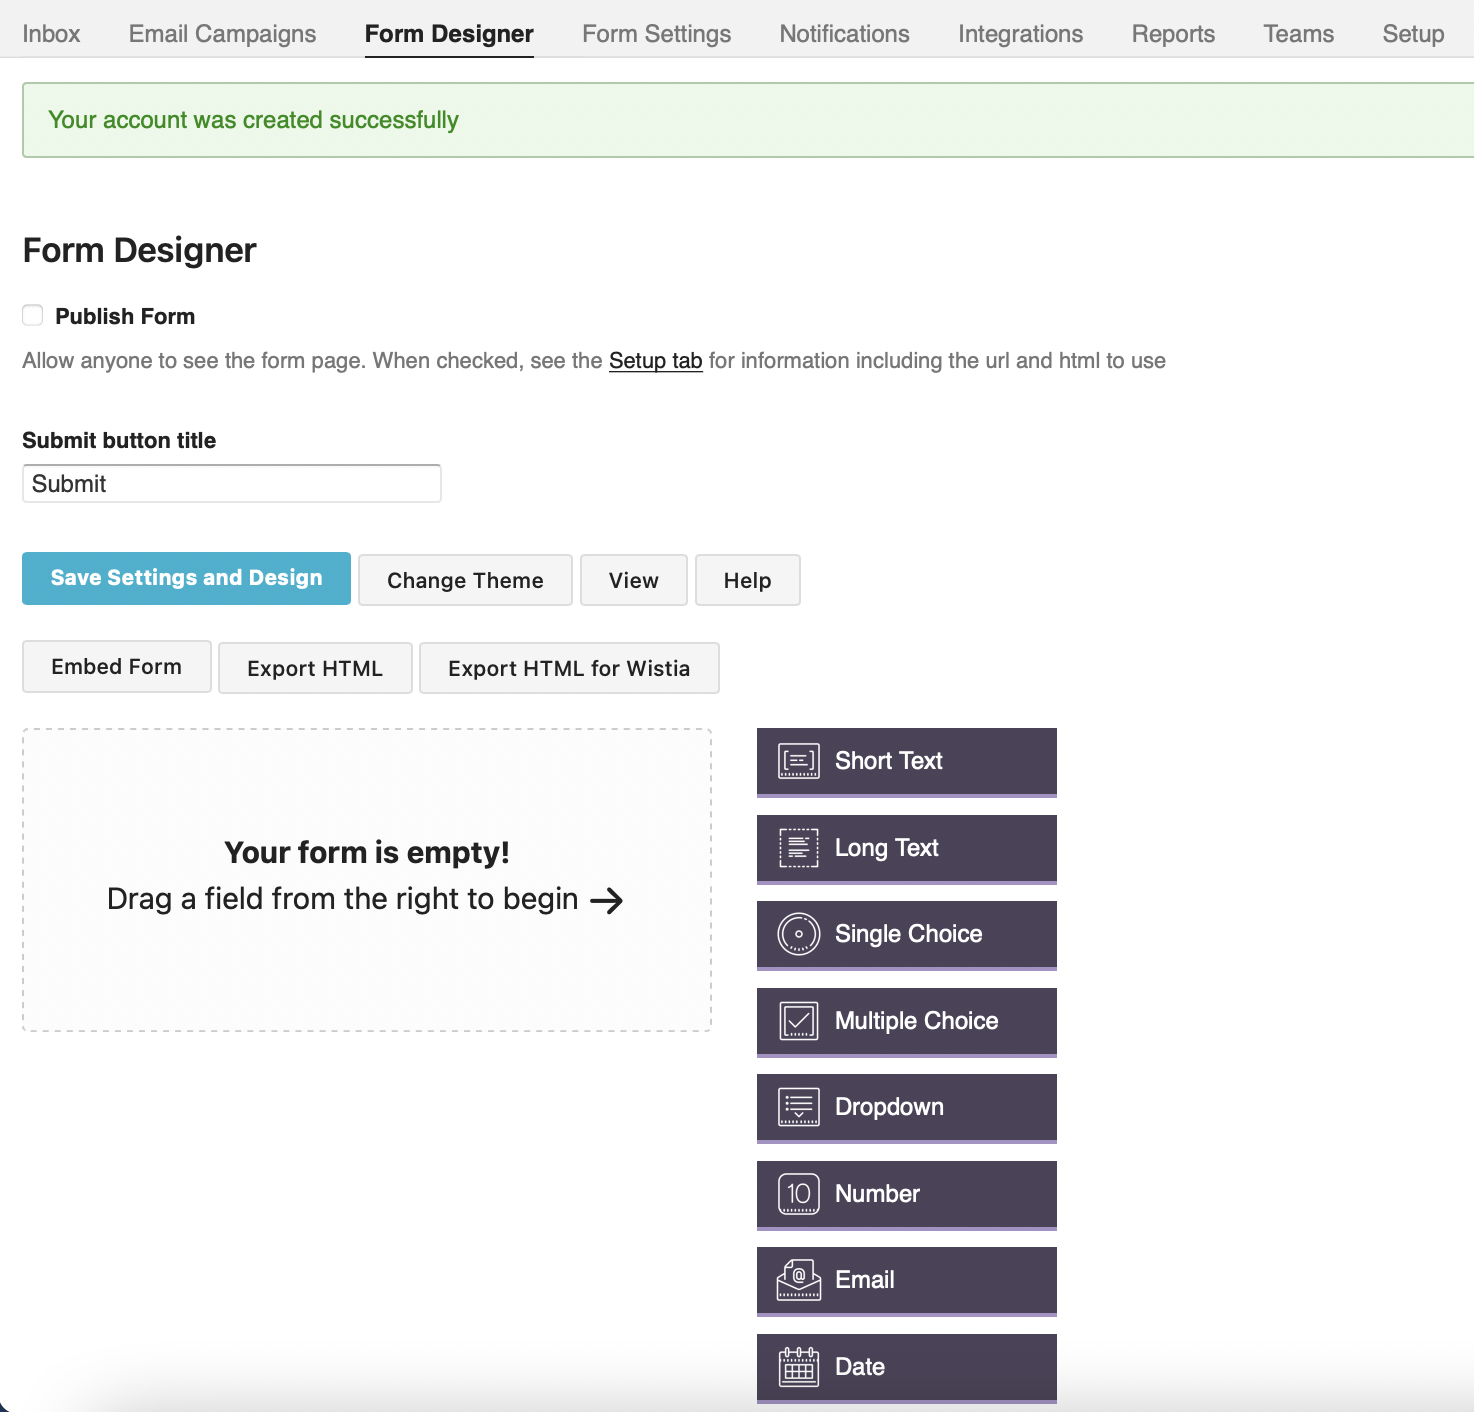 Inbox Email Campaigns Form Designer Form Settings Notifications Integrations Reports Teams Setup
Your account was created successfully
Form Designer
Publish Form
Allow anyone to see the form page. When checked, see the Setup tab for information including the url and html to use
Submit button title
Submit
Save Settings and Design Change Theme View Help
Embed Form Export HTML Export HTML for Wistia
Your form is empty!
Drag a field from the right to begin →
Short Text
Long Text
Single Choice
Multiple Choice
Dropdown
10 Number
@ Email
Date